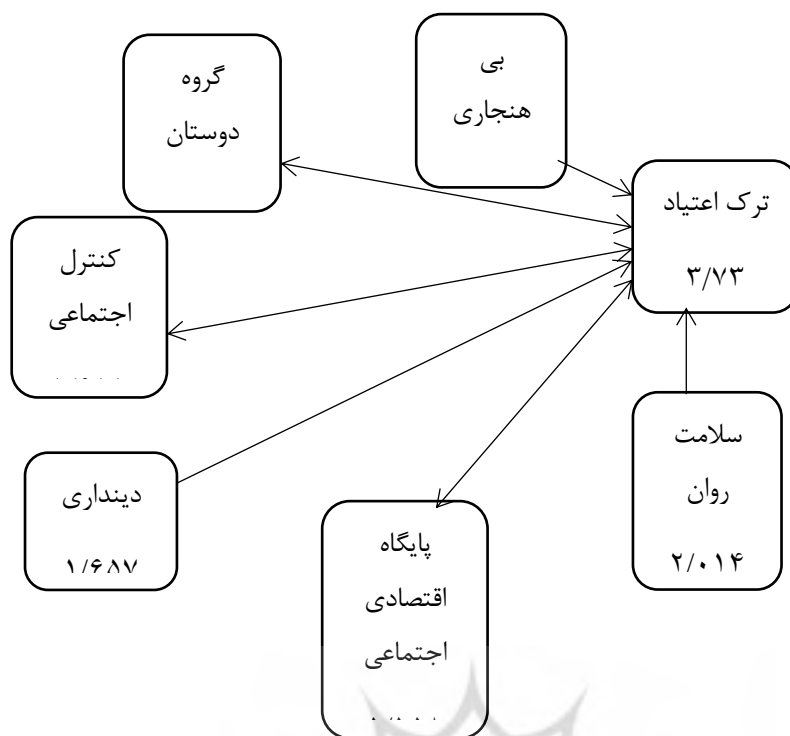 گروه
دوستان
بی
هنجاری
ترک اعتیاد
۳/۷۳
کنترل
اجتماعی
سلامت
روان
۲/۰۱۴
دینداری
۱/۶۸۷
پایگاه
اقتصادی
اجتماعی